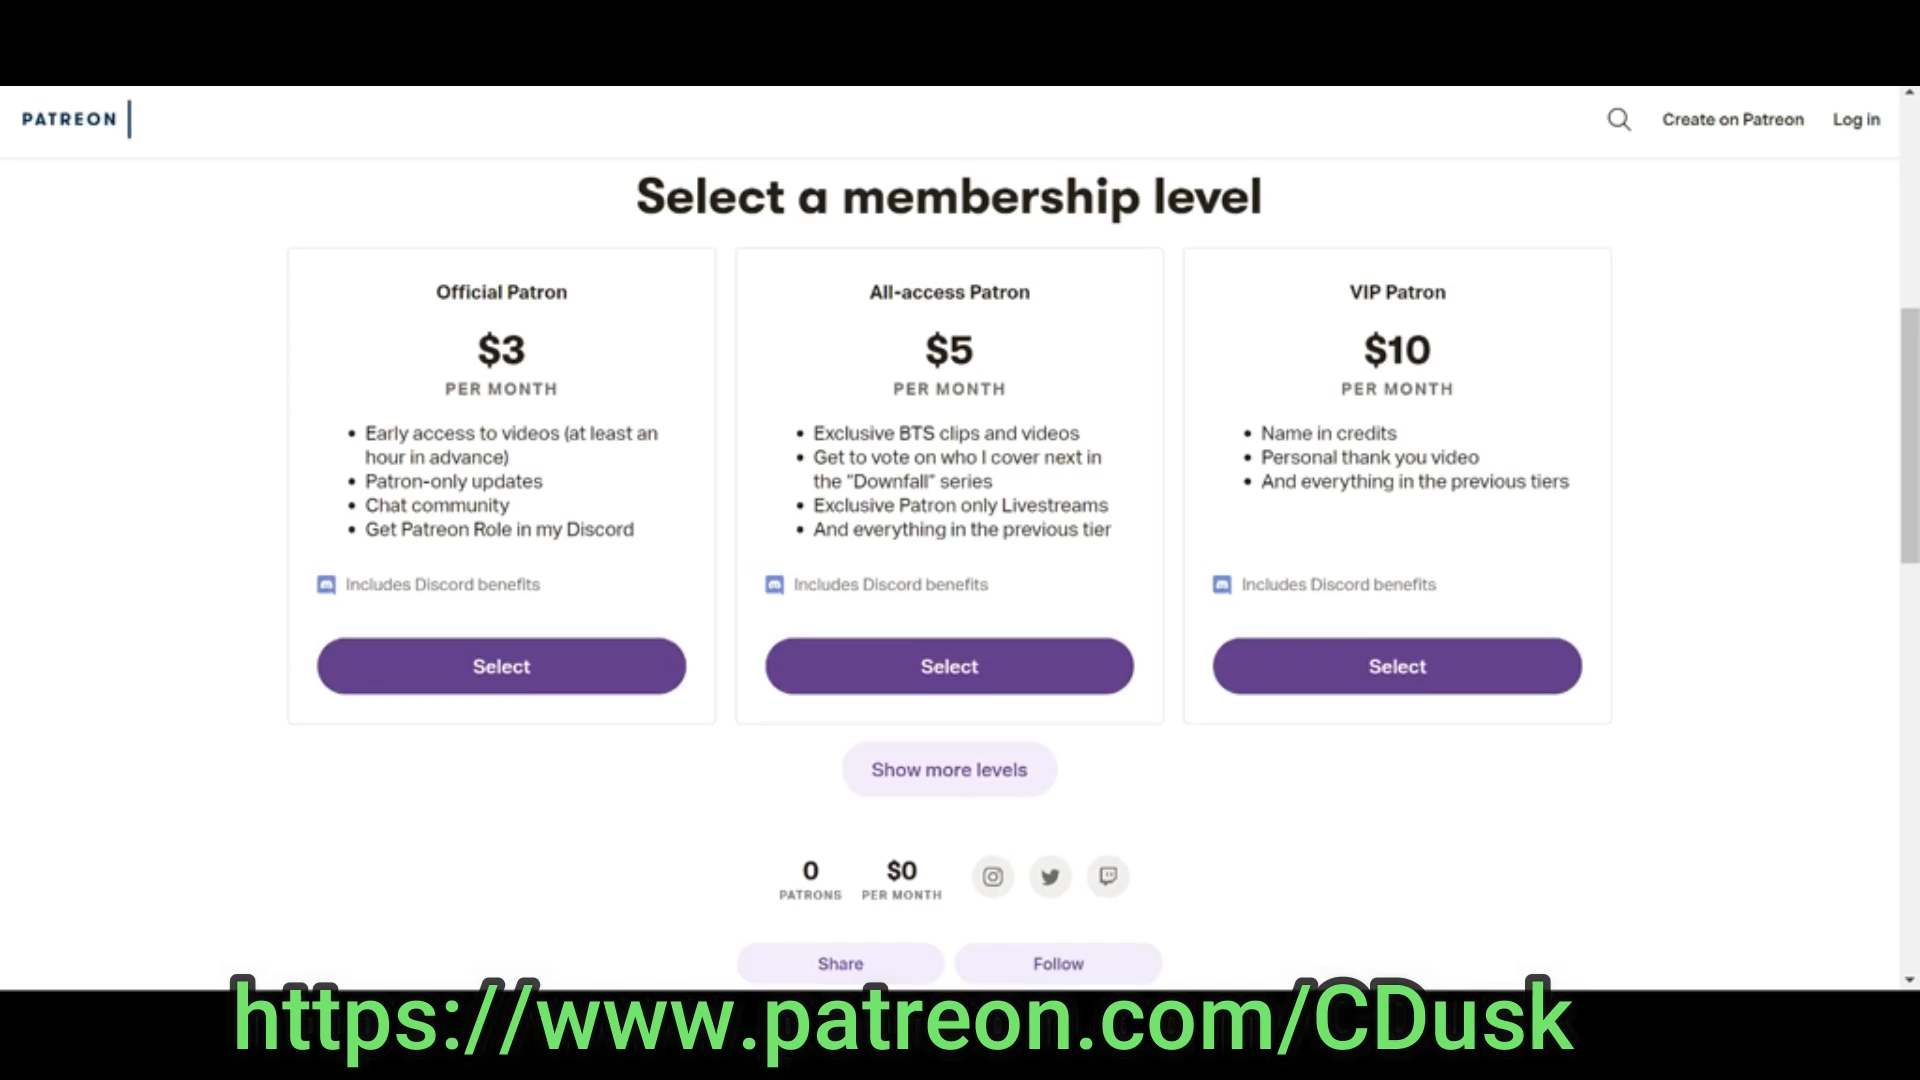 PATREON
Create on Patreon
Log in
Select a membership level
Official Patron
$3
PER MONTH
• Early access to videos (at least an
hour in advance)
• Patron-only updates
• Chat community
• Get Patreon Role in my Discord
Includes Discord benefits
Select
All-access Patron
$5
PER MONTH
• Exclusive BTS clips and videos
• Get to vote on who I cover next in
the "Downfall" series
• Exclusive Patron only Livestreams
• And everything in the previous tier
Includes Discord benefits
Select
VIP Patron
$10
PER MONTH
• Name in credits
• Personal thank you video
• And everything in the previous tiers
Includes Discord benefits
Select
Show more levels
0
PATRONS
$0
PER MONTH
Share
Follow
https://www.patreon.com/CDusk